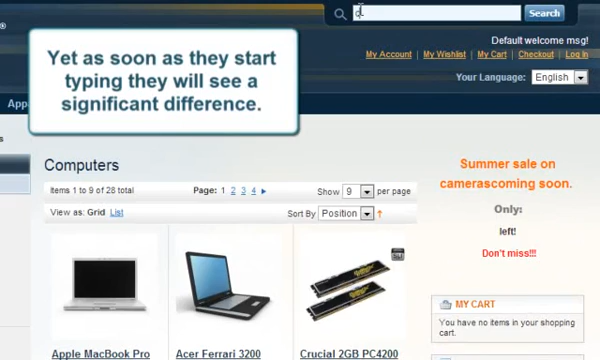 Search
Default welcome msg!
My Account | My Wishlist | My Cart | Checkout | Log In
Your Language: English
Yet as soon as they start
typing they will see a
significant difference.
Computers
Items 1 to 9 of 28 total Page: 1 2 3 4 Show 9 per page
View as: Grid List Sort By Position
Apple MacBook Pro
Acer Ferrari 3200
Crucial 2GB PC4200
Summer sale on
camerascoming soon.
Only:
left!
Don't miss!!!
MY CART
You have no items in your shopping
cart.